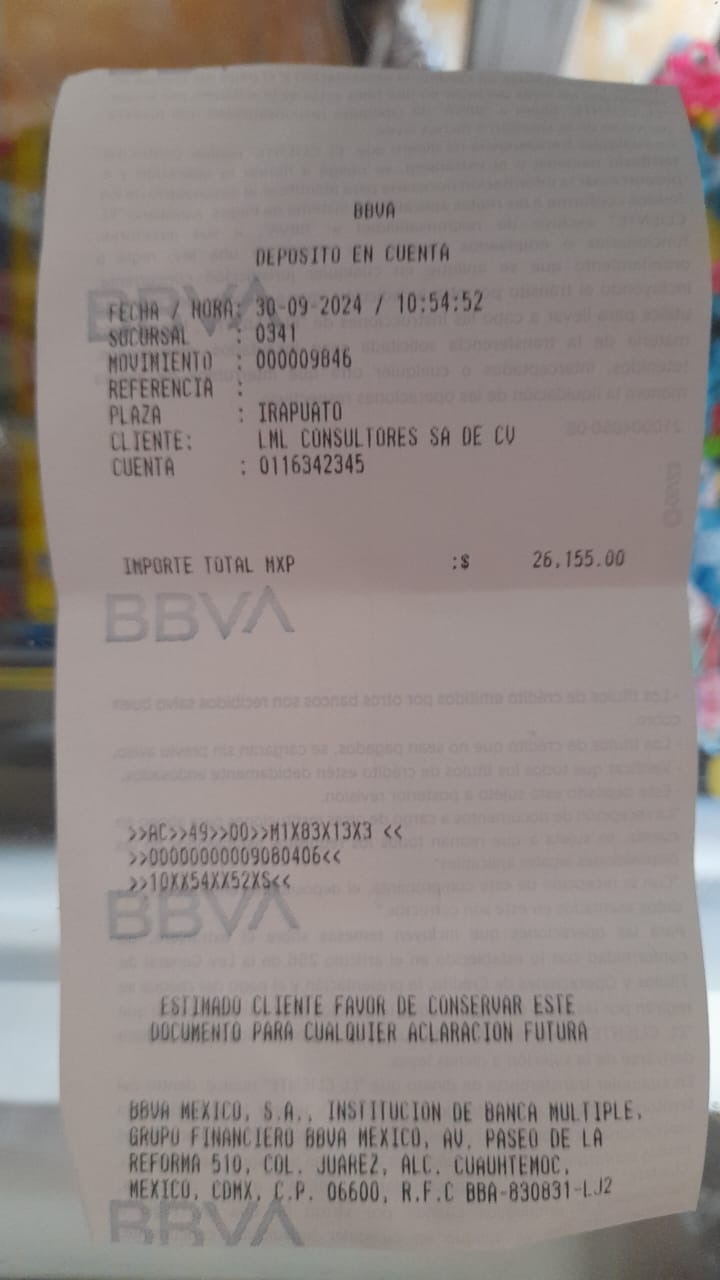 BBVA
DEPOSITO EN CUENTA
FECHA / HORA: 30-09-2024 / 10:54:52
SUCURSAL : 0341
MOVIMIENTO : 000009846
REFERENCIA :
PLAZA : IRAPUATO
CLIENTE: LML CONSULTORES SA DE CV
CUENTA : 0116342345
IMPORTE TOTAL MXP :$ 26,155.00
BBVA
>>AC>>49>>00>>M1X83X13X3 <<
>>00000000009080406<<
>>10XX54XX52XS<<
BBVA
ESTIMADO CLIENTE FAVOR DE CONSERVAR ESTE
DOCUMENTO PARA CUALQUIER ACLARACION FUTURA
BBVA MEXICO, S.A., INSTITUCION DE BANCA MULTIPLE,
GRUPO FINANCIERO BBVA MEXICO, AV. PASEO DE LA
REFORMA 510, COL. JUAREZ, ALC. CUAUHTEMOC,
MEXICO, CDMX, C.P. 06600, R.F.C BBA-830831-LJ2
BBVA